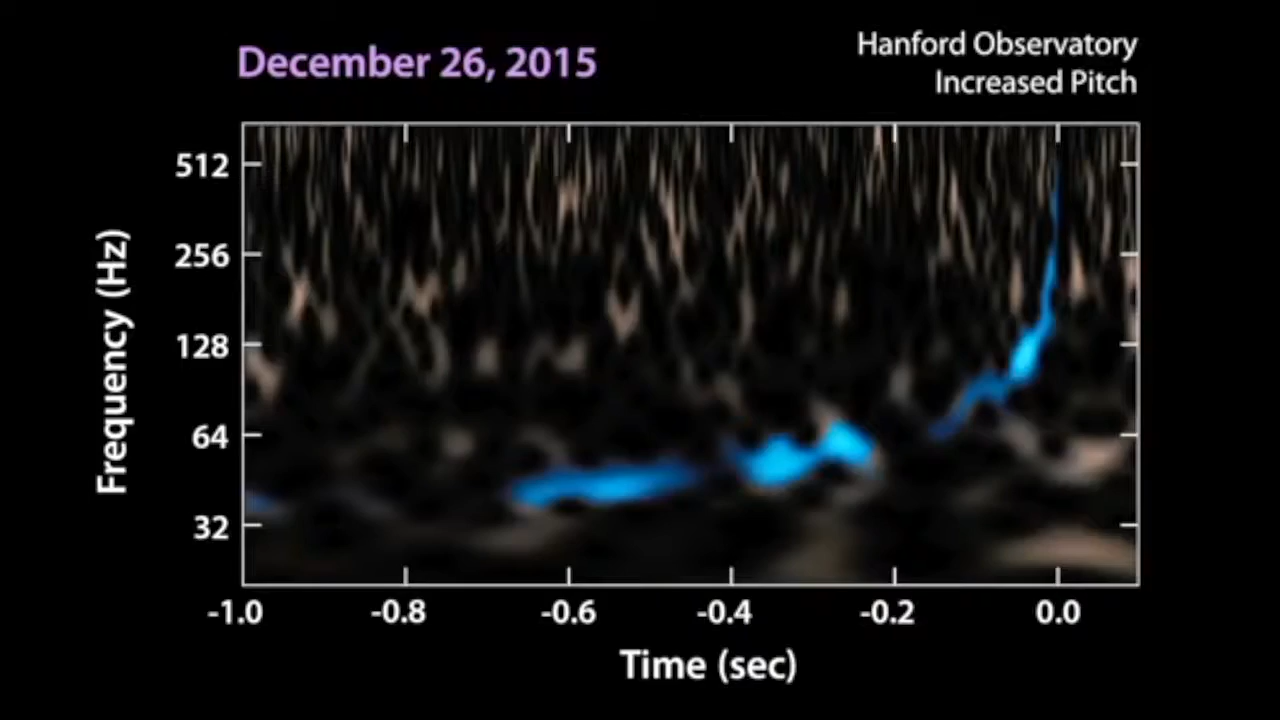 December 26, 2015
Hanford Observatory
Increased Pitch
512
256
128
64
32
Frequency (Hz)
-1.0 -0.8 -0.6 -0.4 -0.2 0.0
Time (sec)